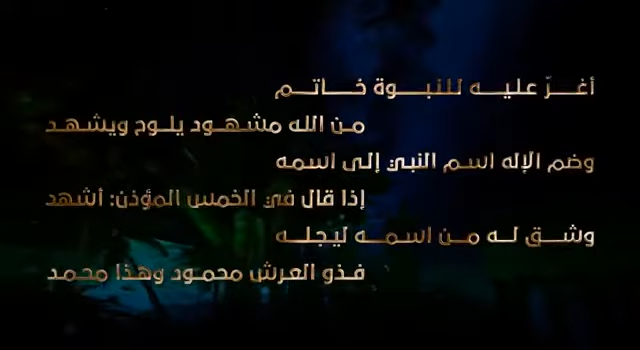 أغـرّ عليه للنبوة خاتم
من الله مشهود يلوح ويشهد
وضم الإله اسم النبي إلى اسمه
إذا قال في الخمس المؤذن: أشهد
وشق له من اسمه ليجله
فذو العرش محمود وهذا محمد